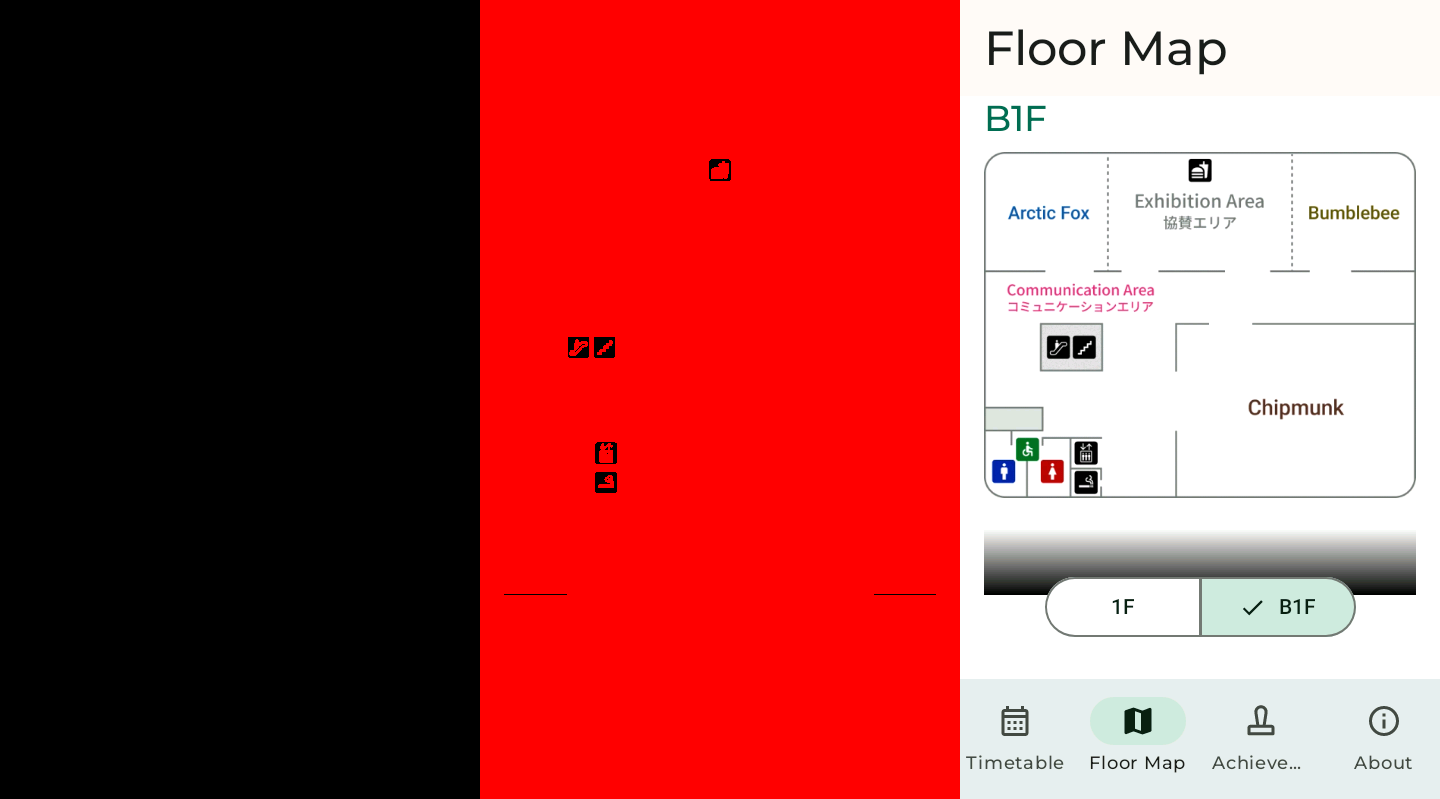 Floor Map
B1F
Arctic Fox
Exhibition Area
協賛エリア
Bumblebee
Communication Area
コミュニケーションエリア
Chipmunk
1F
B1F
Timetable
Floor Map
Achieve...
About